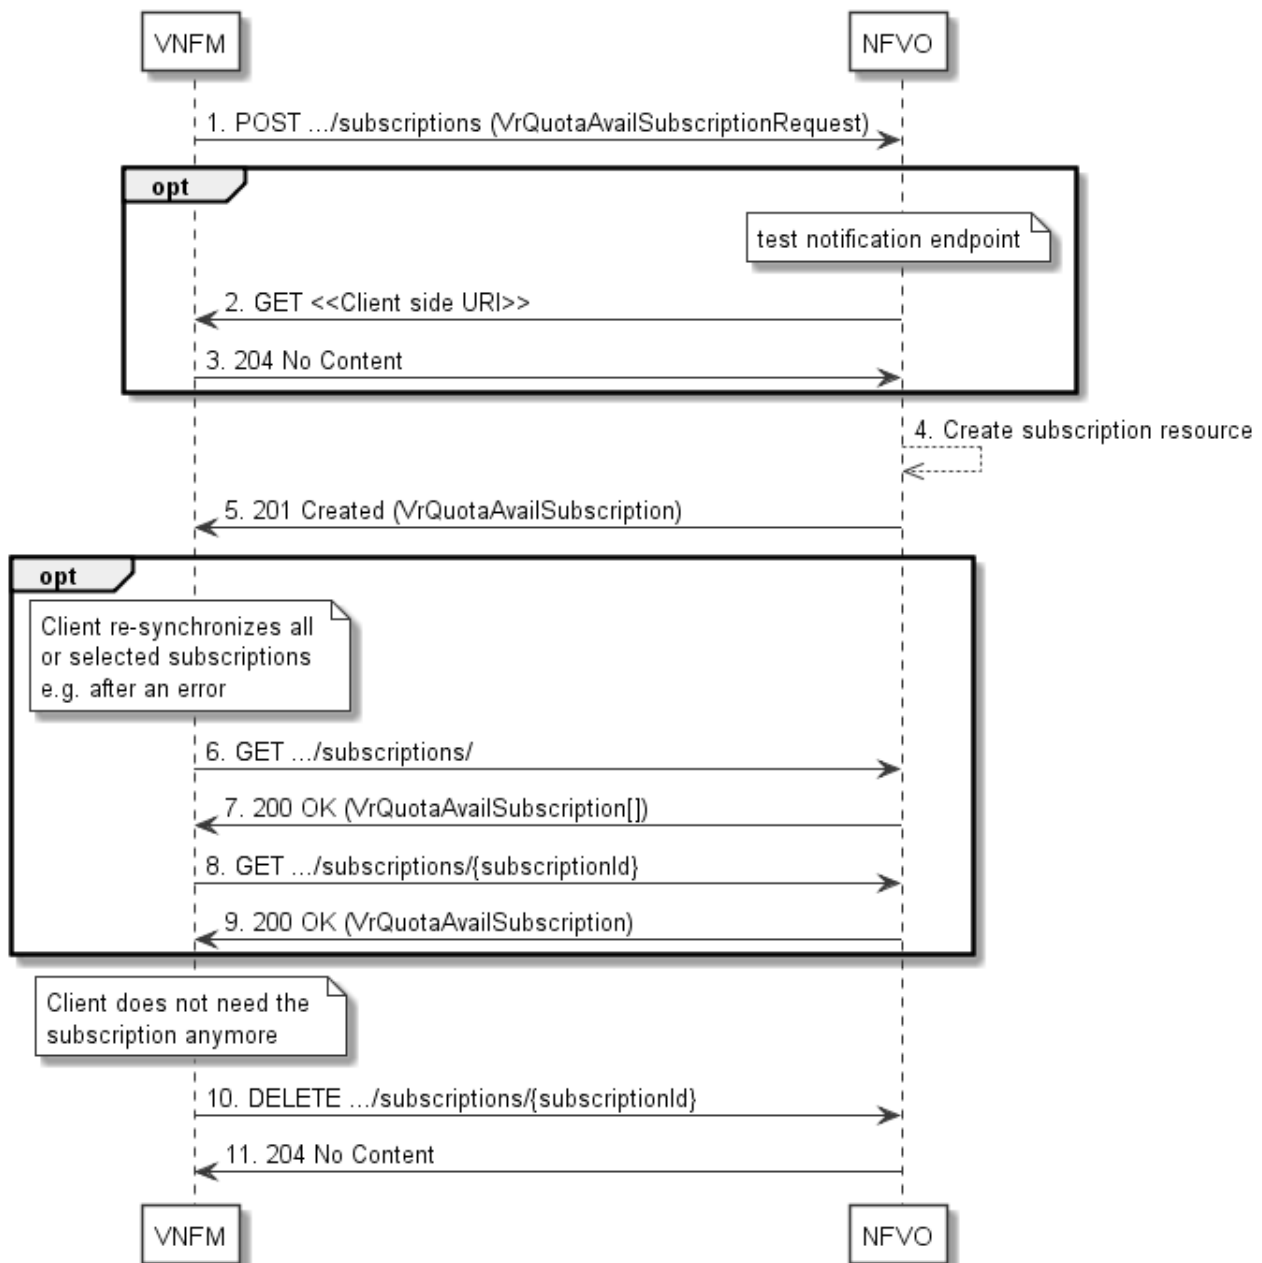 VNFM
NFVO
1. POST .../subscriptions (VrQuotaAvailSubscriptionRequest)
opt
test notification endpoint
2. GET <<Client side URI>>
3. 204 No Content
4. Create subscription resource
5. 201 Created (VrQuotaAvailSubscription)
opt
Client re-synchronizes all
or selected subscriptions
e.g. after an error
6. GET .../subscriptions/
7. 200 OK (VrQuotaAvailSubscription[])
8. GET .../subscriptions/{subscriptionId}
9. 200 OK (VrQuotaAvailSubscription)
Client does not need the
subscription anymore
10. DELETE .../subscriptions/{subscriptionId}
11. 204 No Content
VNFM
NFVO